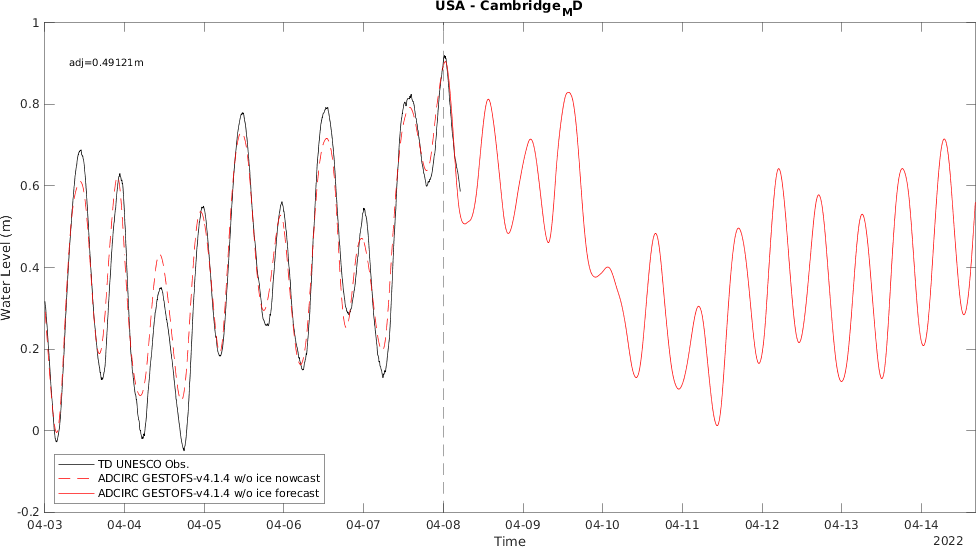 USA - Cambridge_MD
adj=0.49121m
1
0.8
0.6
0.4
0.2
0
-0.2
Water Level (m)
TD UNESCO Obs.
ADCIRC GESTOFS-v4.1.4 w/o ice nowcast
ADCIRC GESTOFS-v4.1.4 w/o ice forecast
04-03 04-04 04-05 04-06 04-07 04-08 04-09 04-10 04-11 04-12 04-13 04-14
Time
2022